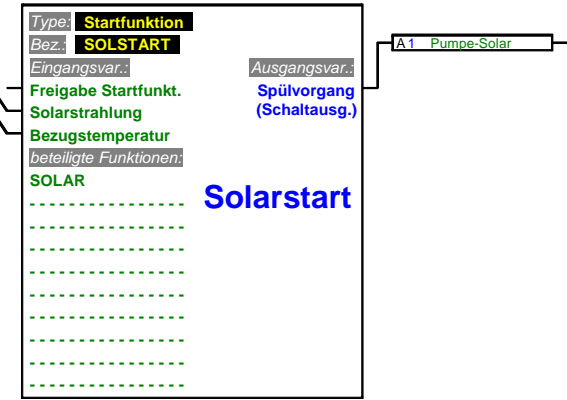 Type: Startfunktion
Bez.: SOLSTART
Eingangsvar.: Ausgangsvar.:
Freigabe Startfunkt. Spülvorgang
Solarstrahlung (Schaltausg.)
Bezugstemperatur
beteiligte Funktionen:
SOLAR
Solarstart
- - - - - - - - - - - - - - - -
- - - - - - - - - - - - - - - -
- - - - - - - - - - - - - - - -
- - - - - - - - - - - - - - - -
- - - - - - - - - - - - - - - -
- - - - - - - - - - - - - - - -
- - - - - - - - - - - - - - - -
- - - - - - - - - - - - - - - -
- - - - - - - - - - - - - - - -
A1 Pumpe-Solar